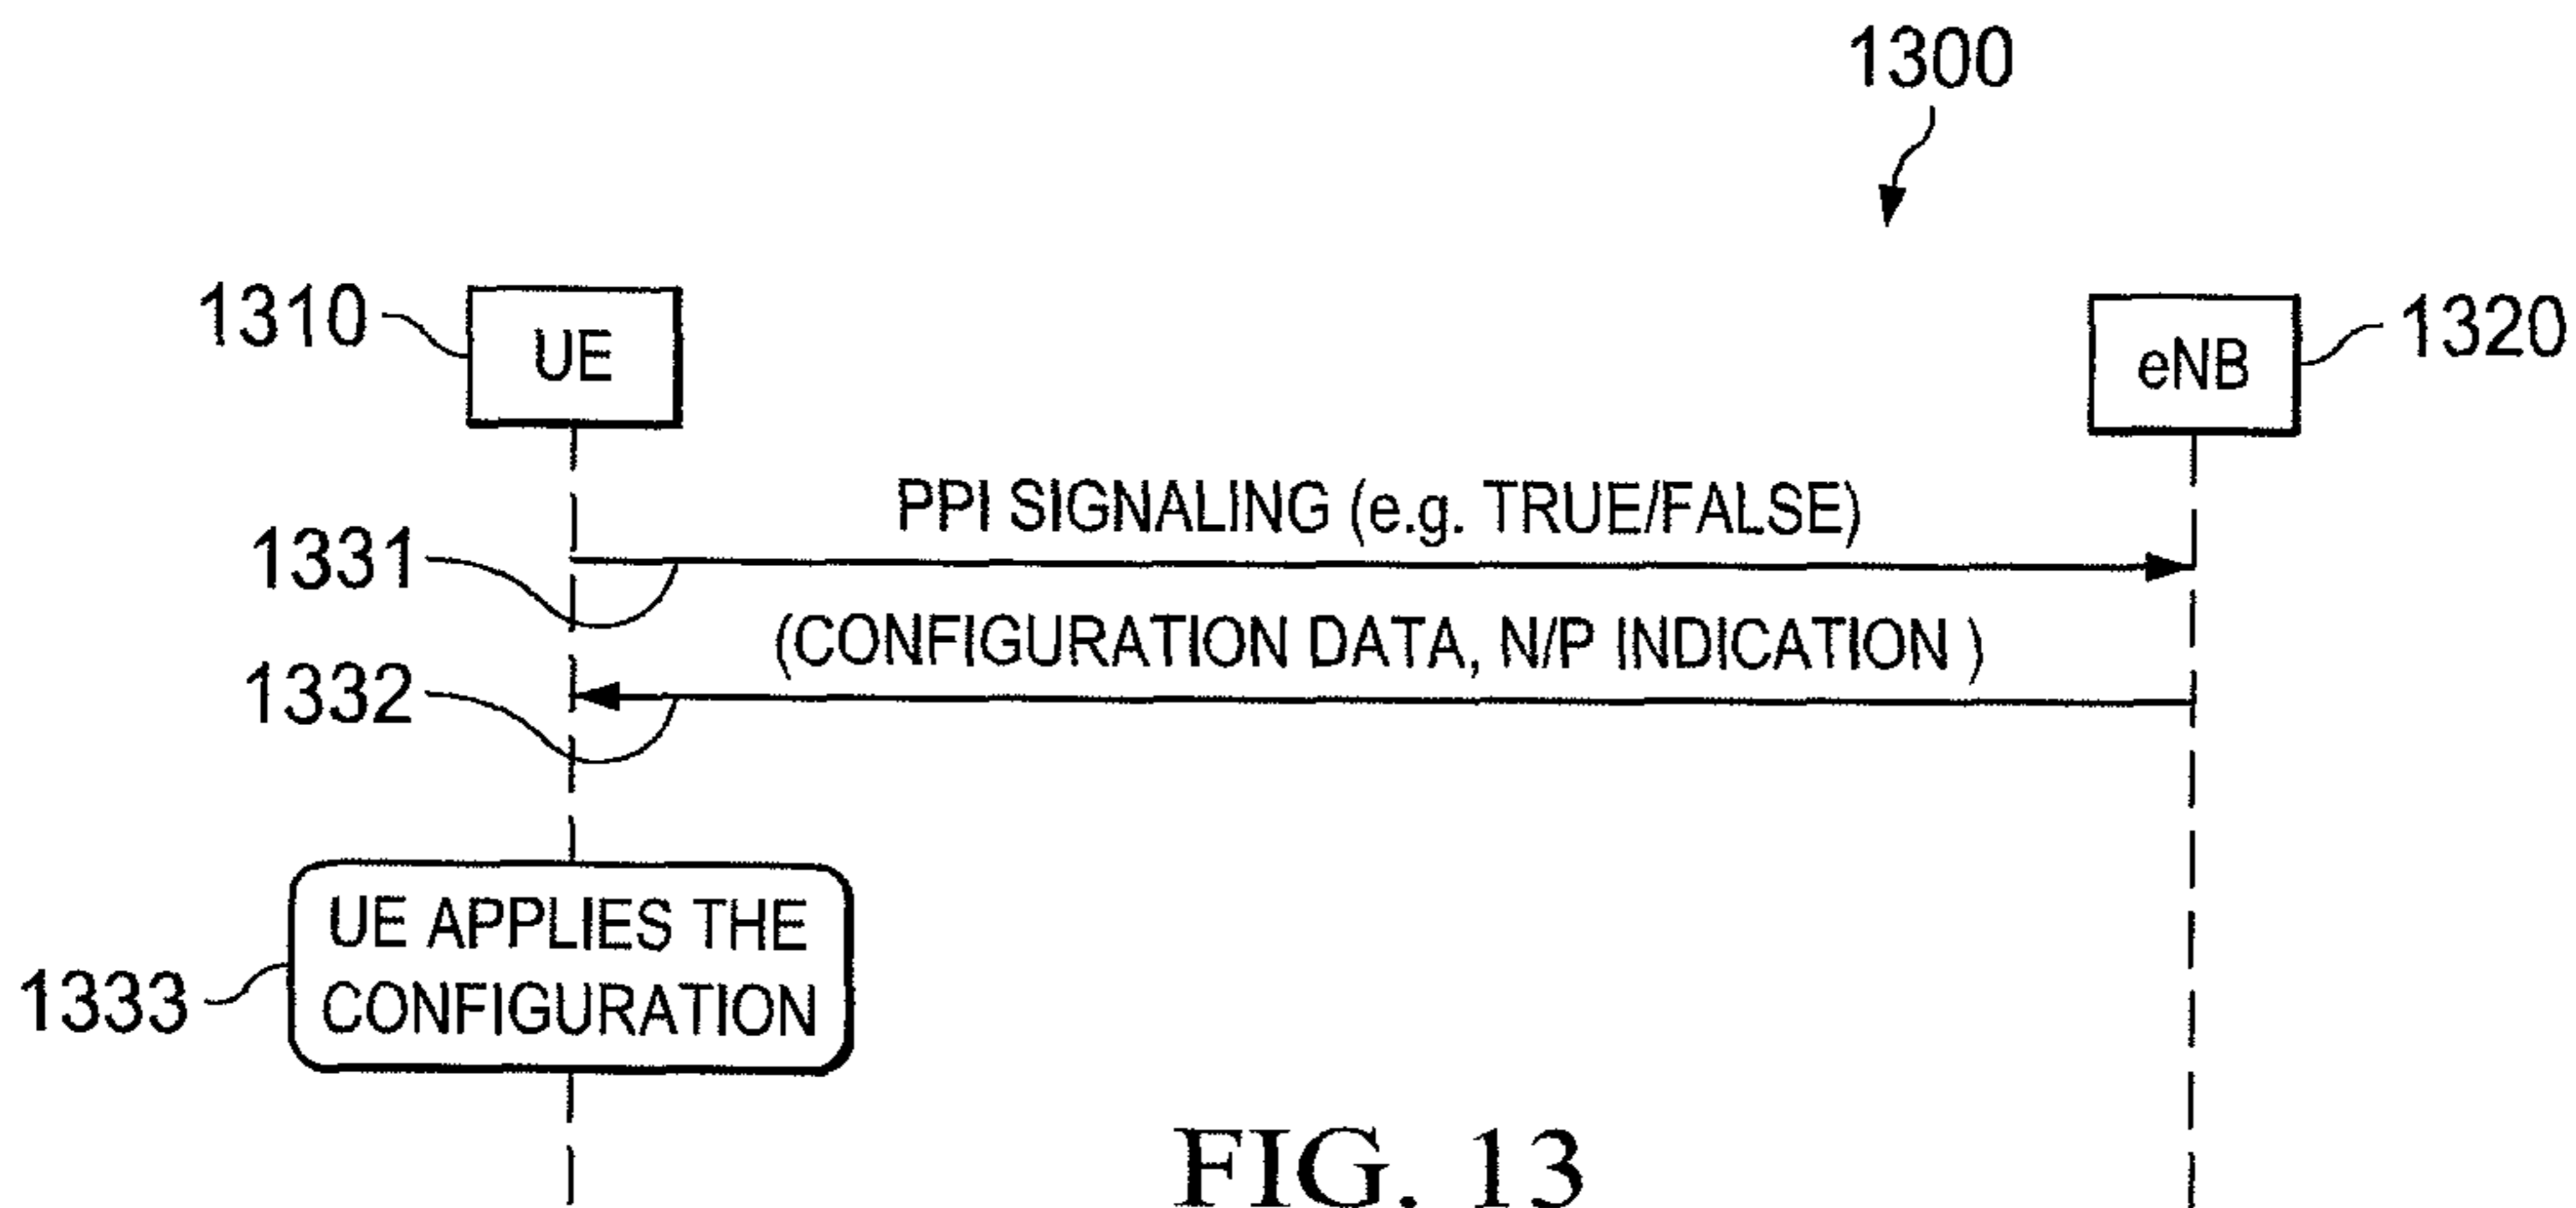 1300
1310
UE
eNB
1320
PPI SIGNALING (e.g. TRUE/FALSE)
1331
(CONFIGURATION DATA, N/P INDICATION )
1332
UE APPLIES THE
CONFIGURATION
1333
FIG. 13